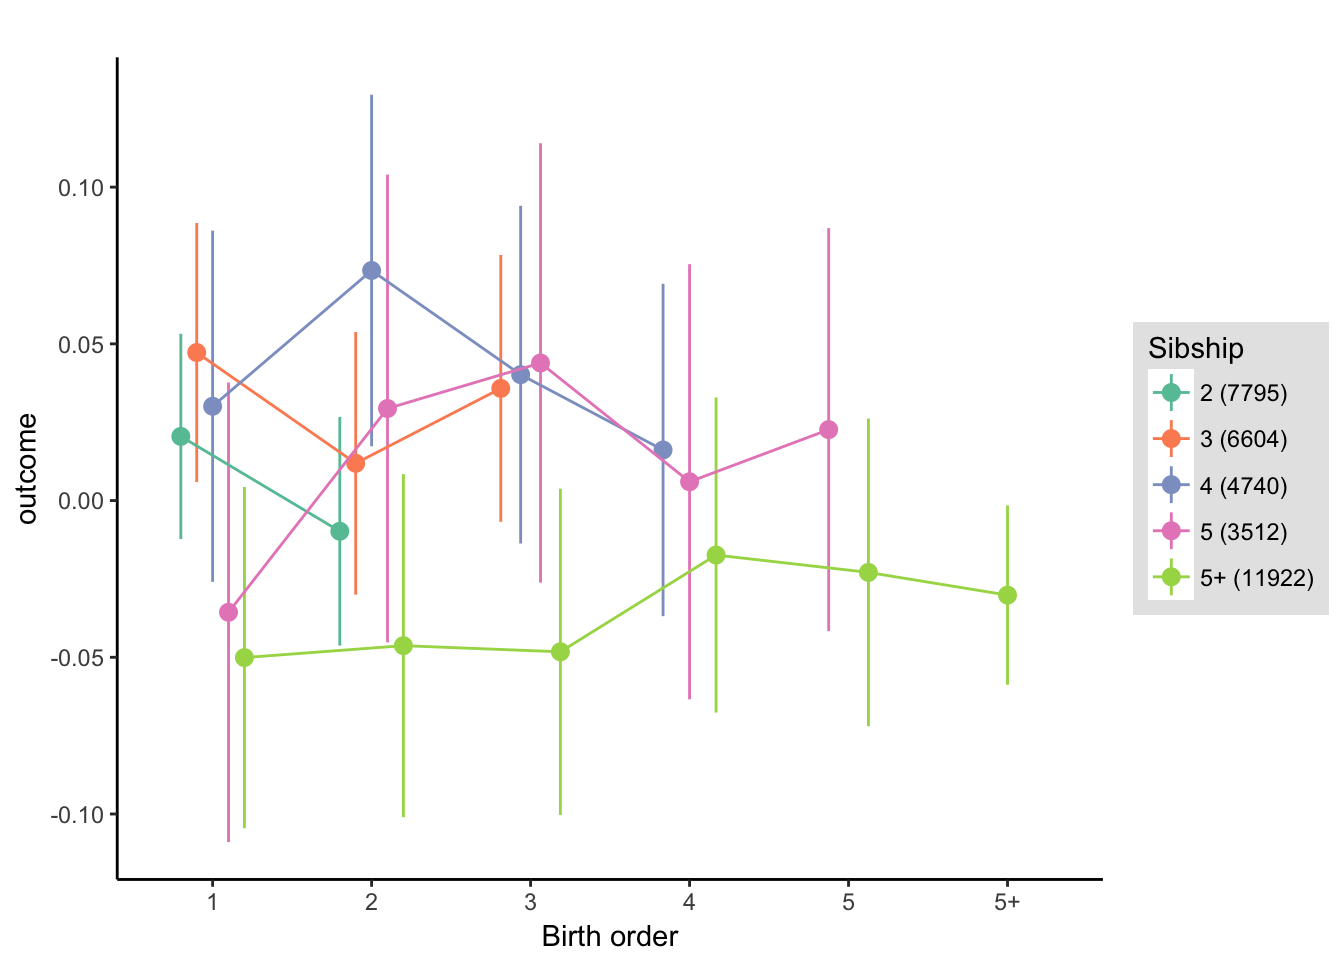 0.10
0.05
0.00
-0.05
-0.10
outcome
1 2 3 4 5 5+
Birth order
Sibship
2 (7795)
3 (6604)
4 (4740)
5 (3512)
5+ (11922)